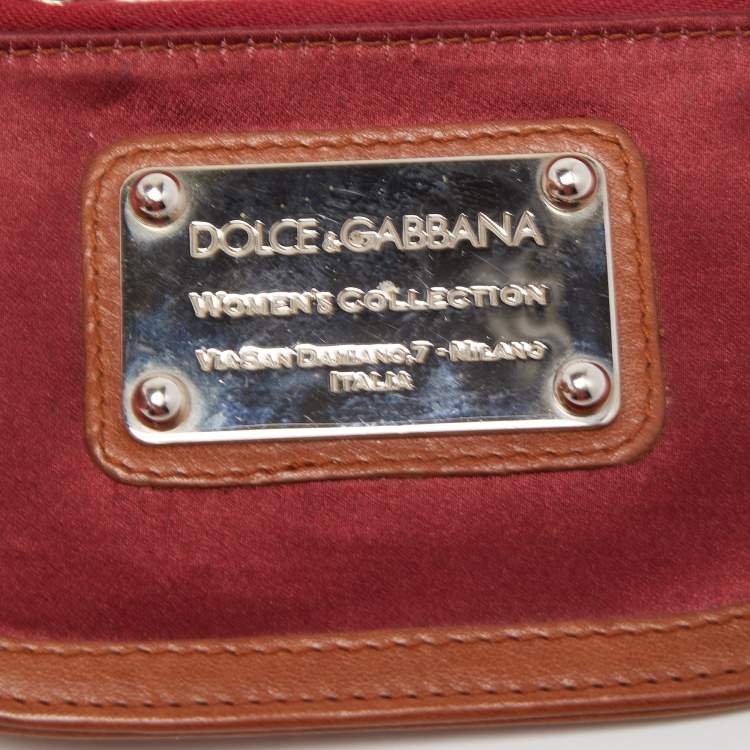 DOLCE & GABBANA
WOMEN'S COLLECTION
VIA SAN DAMIANO, 7 - MILANO
ITALIA